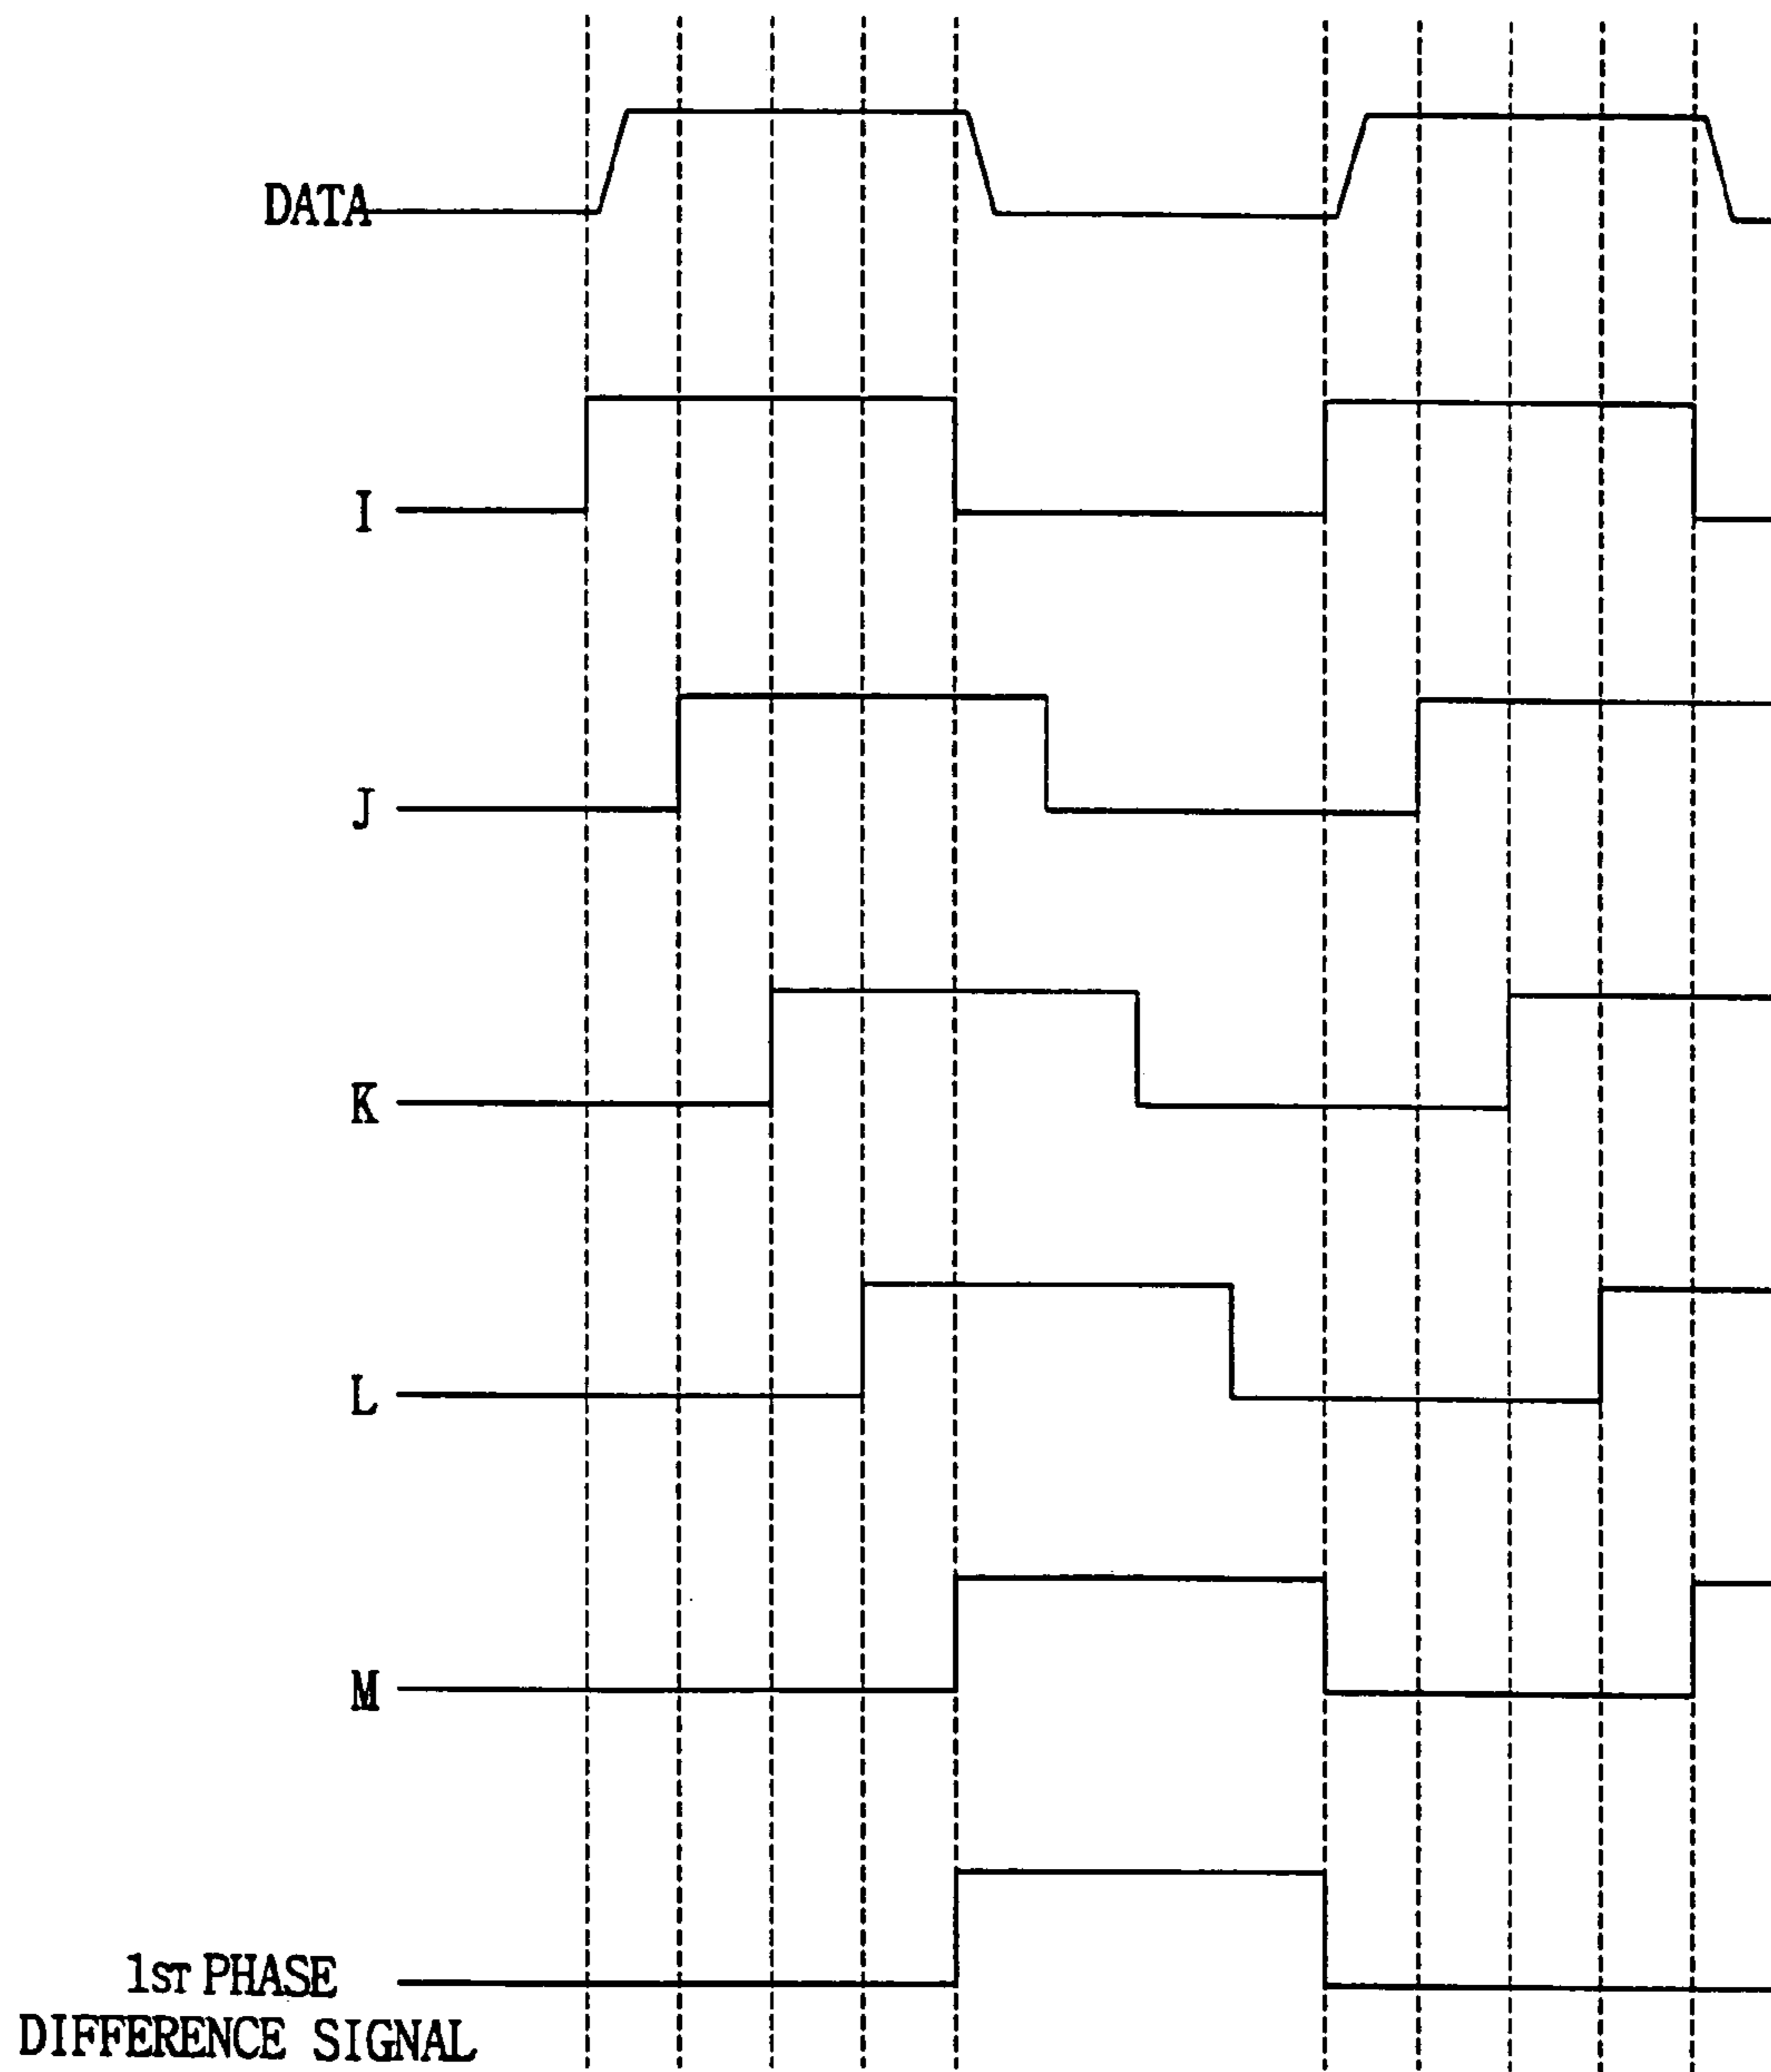 DATA
I
J
K
L
M
1ST PHASE
DIFFERENCE SIGNAL